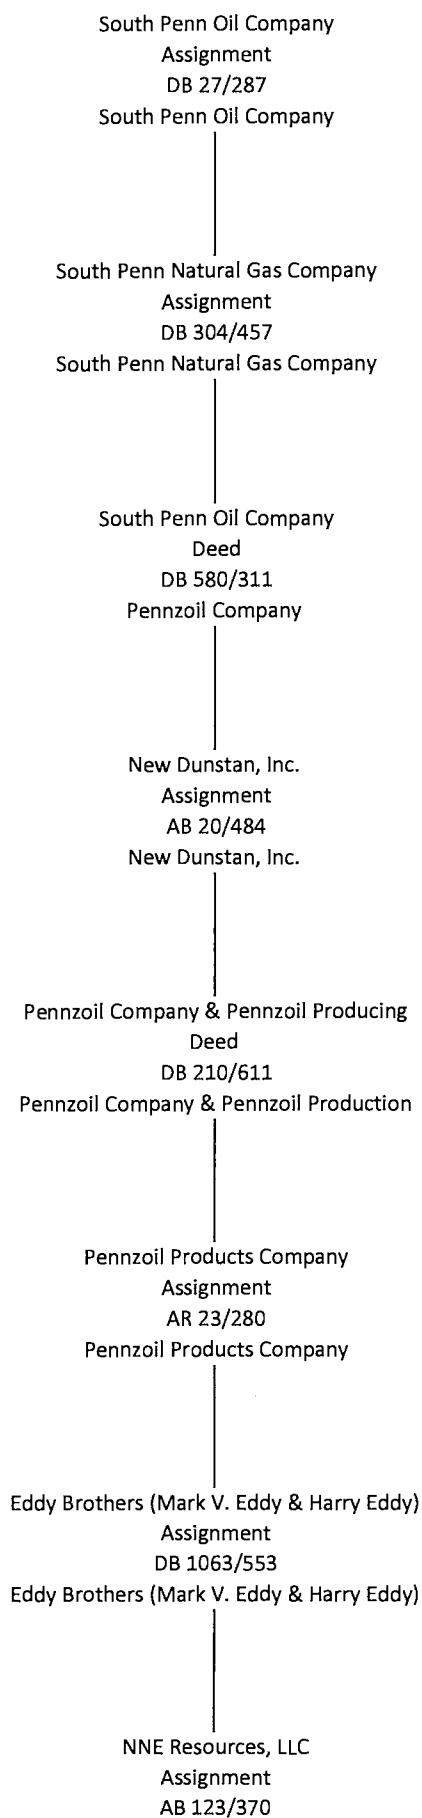 South Penn Oil Company
Assignment
DB 27/287
South Penn Oil Company
South Penn Natural Gas Company
Assignment
DB 304/457
South Penn Natural Gas Company
South Penn Oil Company
Deed
DB 580/311
Pennzoil Company
New Dunstan, Inc.
Assignment
AB 20/484
New Dunstan, Inc.
Pennzoil Company & Pennzoil Producing
Deed
DB 210/611
Pennzoil Company & Pennzoil Production
Pennzoil Products Company
Assignment
AR 23/280
Pennzoil Products Company
Eddy Brothers (Mark V. Eddy & Harry Eddy)
Assignment
DB 1063/553
Eddy Brothers (Mark V. Eddy & Harry Eddy)
NNE Resources, LLC
Assignment
AB 123/370